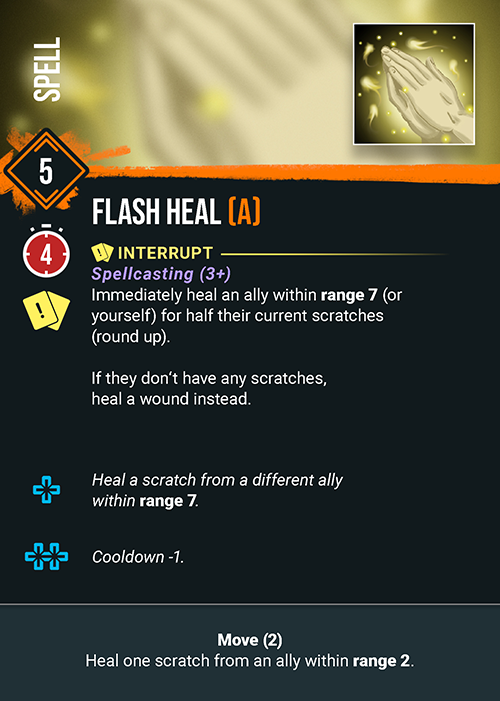 SPELL
5
FLASH HEAL (A)
4
! INTERRUPT
Spellcasting (3+)
!
Immediately heal an ally within range 7 (or
yourself) for half their current scratches
(round up).
If they don‘t have any scratches,
heal a wound instead.
Heal a scratch from a different ally
within range 7.
Cooldown -1.
Move (2)
Heal one scratch from an ally within range 2.